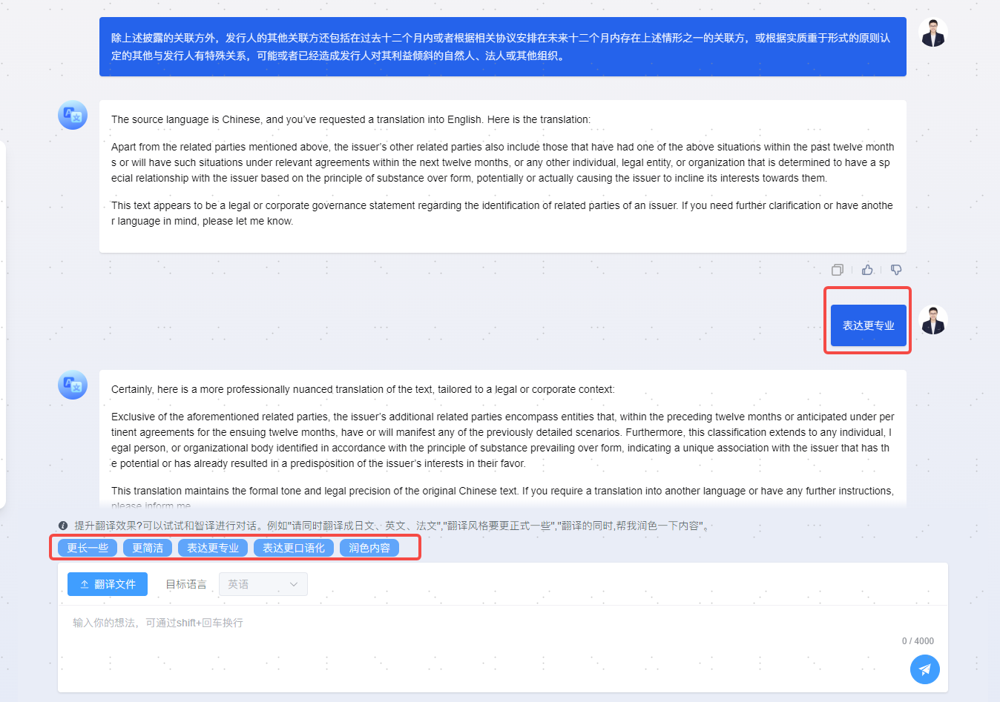 除上述披露的关联方外，发行人的其他关联方还包括在过去十二个月内或者根据相关协议安排在未来十二个月内存在上述情形之一的关联方，或根据实质重于形式的原则认
定的其他与发行人有特殊关系，可能或者已经造成发行人对其利益倾斜的自然人、法人或其他组织。
The source language is Chinese, and you’ve requested a translation into English. Here is the translation:
Apart from the related parties mentioned above, the issuer’s other related parties also include those that have had one of the above situations within the past twelve month
s or will have such situations under relevant agreements within the next twelve months, or any other individual, legal entity, or organization that is determined to have a sp
ecial relationship with the issuer based on the principle of substance over form, potentially or actually causing the issuer to incline its interests towards them.
This text appears to be a legal or corporate governance statement regarding the identification of related parties of an issuer. If you need further clarification or have anothe
r language in mind, please let me know.
表达更专业
Certainly, here is a more professionally nuanced translation of the text, tailored to a legal or corporate context:
Exclusive of the aforementioned related parties, the issuer’s additional related parties encompass entities that, within the preceding twelve months or anticipated under per
tinent agreements for the ensuing twelve months, have or will manifest any of the previously detailed scenarios. Furthermore, this classification extends to any individual, l
egal person, or organizational body identified in accordance with the principle of substance prevailing over form, indicating a unique association with the issuer that has th
e potential or has already resulted in a predisposition of the issuer’s interests in their favor.
This translation maintains the formal tone and legal precision of the original Chinese text. If you require a translation into another language or have any further instructions,
please inform me
提升翻译效果?可以试试和智译进行对话。例如"请同时翻译成日文、英文、法文","翻译风格要更正式一些","翻译的同时,帮我润色一下内容"。
更长一些 更简洁 表达更专业 表达更口语化 润色内容
翻译文件 目标语言 英语
输入你的想法，可通过shift+回车换行
0 / 4000